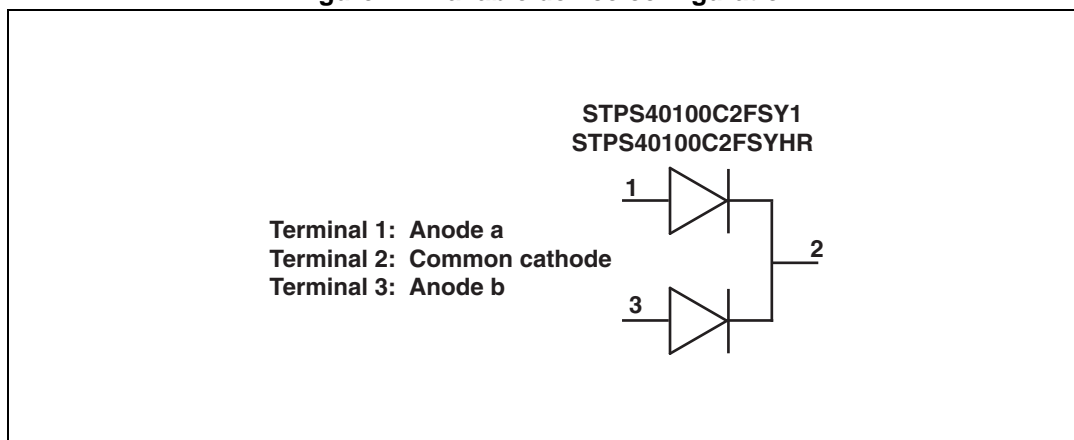 STPS40100C2FSY1
STPS40100C2FSYHR
1
Terminal 1: Anode a
Terminal 2: Common cathode
Terminal 3: Anode b
2
3